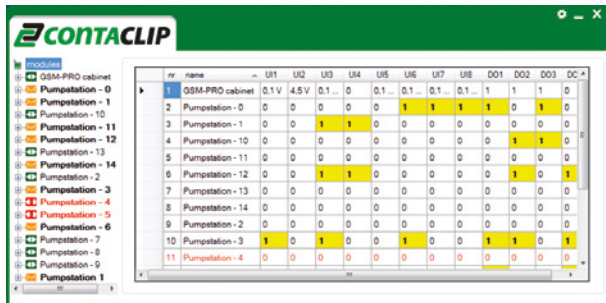 CONTACLIP
modules
GSM-PRO cabinet
Pumpstation - 0
Pumpstation - 1
Pumpstation - 10
Pumpstation - 11
Pumpstation - 12
Pumpstation - 13
Pumpstation - 14
Pumpstation - 2
Pumpstation - 3
Pumpstation - 4
Pumpstation - 5
Pumpstation - 6
Pumpstation - 7
Pumpstation - 8
Pumpstation - 9
Pumpstation 1
nr name UI1 UI2 UI3 UI4 UI5 UI6 UI7 UI8 DO1 DO2 DO3 DC
1 GSM-PRO cabinet 0,1 V 4,5 V 0,1 ... 0 0,1 ... 0,1 ... 0,1 ... 0,1 ... 1 1 1 0
2 Pumpstation - 0 0 0 0 0 0 1 1 1 1 0 1 0
3 Pumpstation - 1 0 0 1 1 0 0 0 0 0 0 0 0
4 Pumpstation - 10 0 0 0 0 0 0 0 0 0 1 1 0
5 Pumpstation - 11 0 0 0 0 0 0 0 0 0 0 0 0
6 Pumpstation - 12 0 0 1 1 0 0 0 0 0 1 0 1
7 Pumpstation - 13 0 0 0 0 0 0 0 0 0 0 0 0
8 Pumpstation - 14 0 0 0 0 0 0 0 0 0 0 0 0
9 Pumpstation - 2 0 0 0 0 0 0 0 0 0 0 0 0
10 Pumpstation - 3 1 0 1 0 0 1 0 0 1 1 0 1
11 Pumpstation - 4 0 0 0 0 0 0 0 0 0 0 0 0